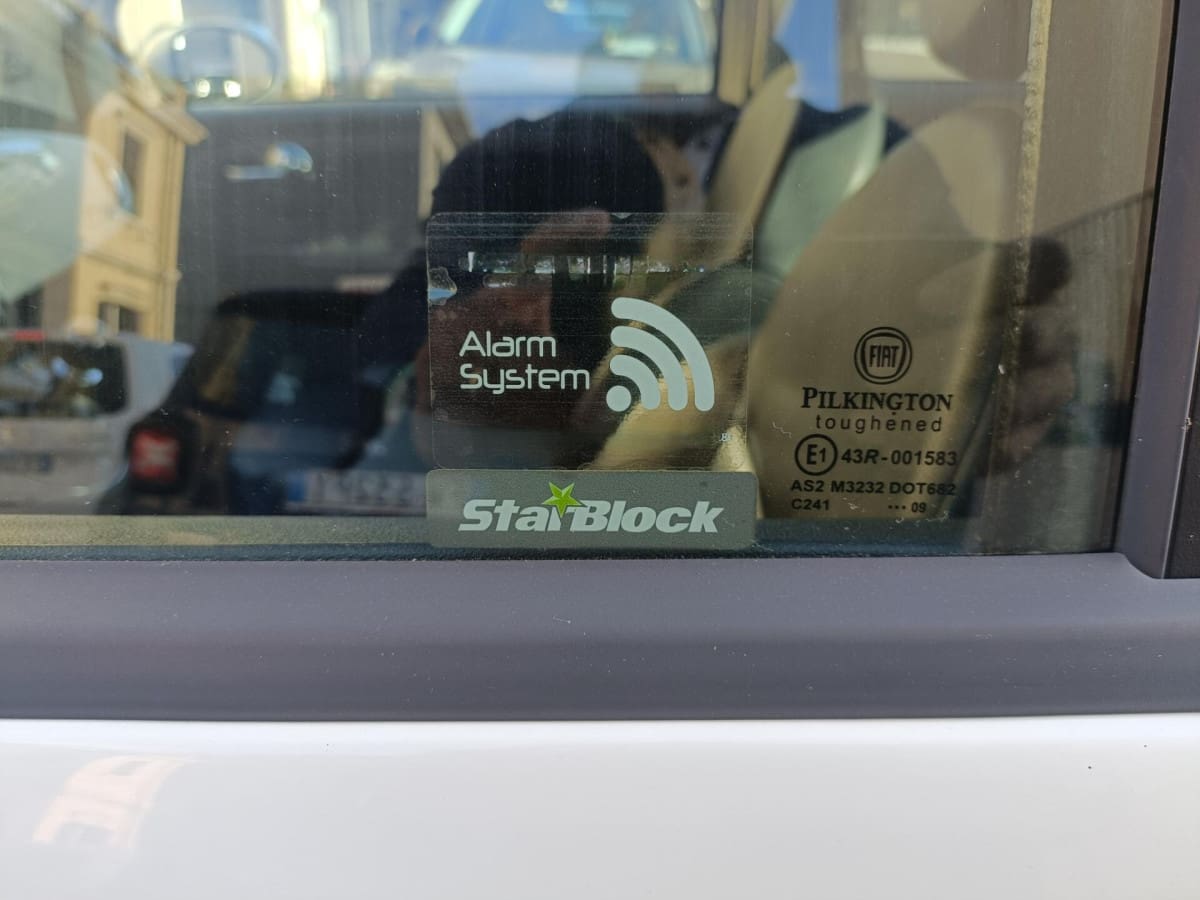 Alarm
System
StarBlock
FIAT
PILKINGTON
toughened
E1 43R-001583
AS2 M3232 DOT682
C241 ••• 09